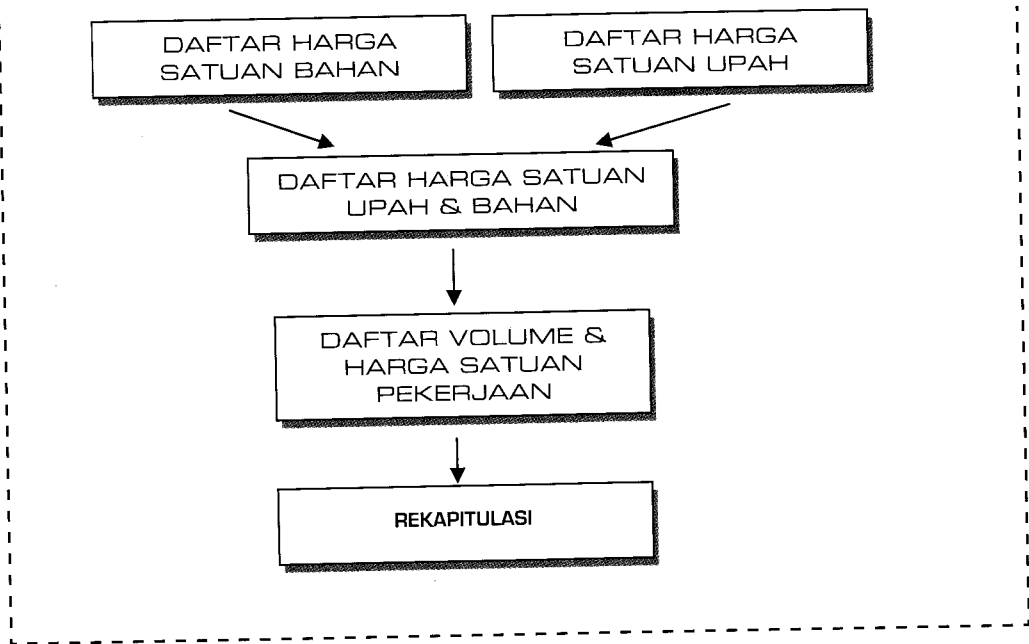 DAFTAR HARGA
SATUAN BAHAN
DAFTAR HARGA
SATUAN UPAH
DAFTAR HARGA SATUAN
UPAH & BAHAN
DAFTAR VOLUME &
HARGA SATUAN
PEKERJAAN
REKAPITULASI